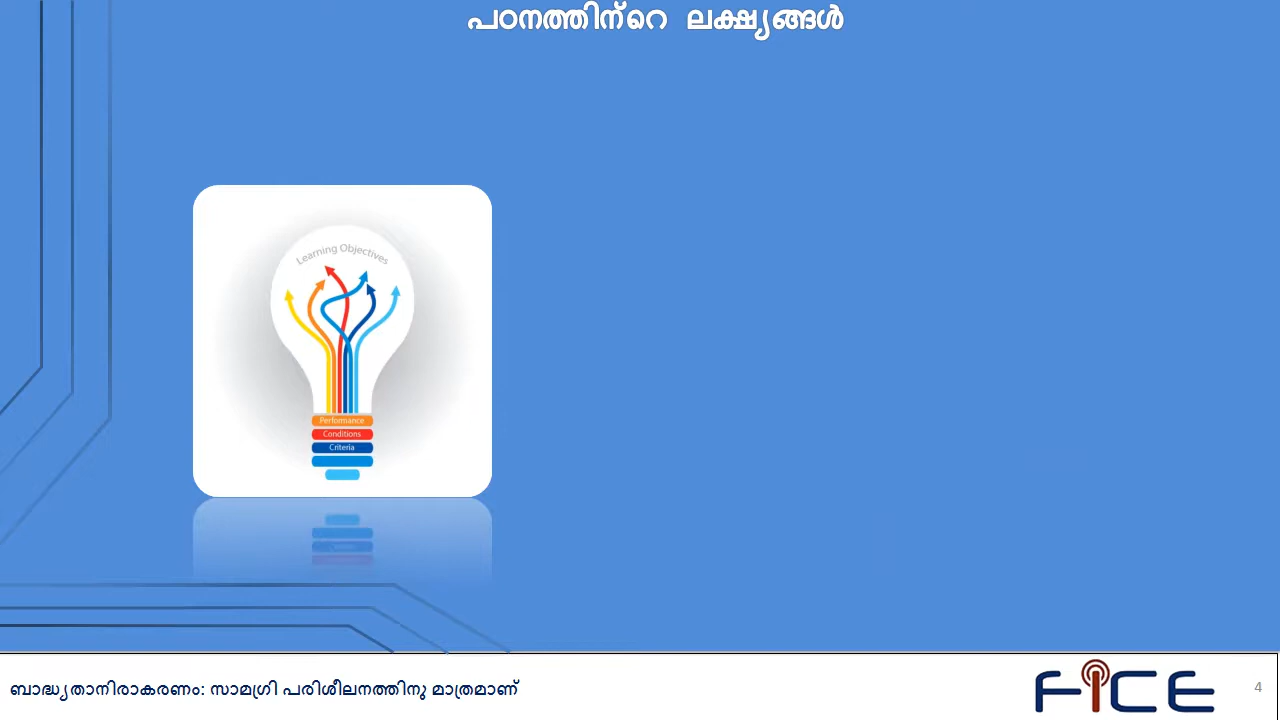 പഠനത്തിന്റെ ലക്ഷ്യങ്ങൾ
Learning Objectives
Performance
Conditions
Criteria
ബാദ്ധ്യതാനിരാകരണം: സാമഗ്രി പരിശീലനത്തിനു മാത്രമാണ്
FICE
4